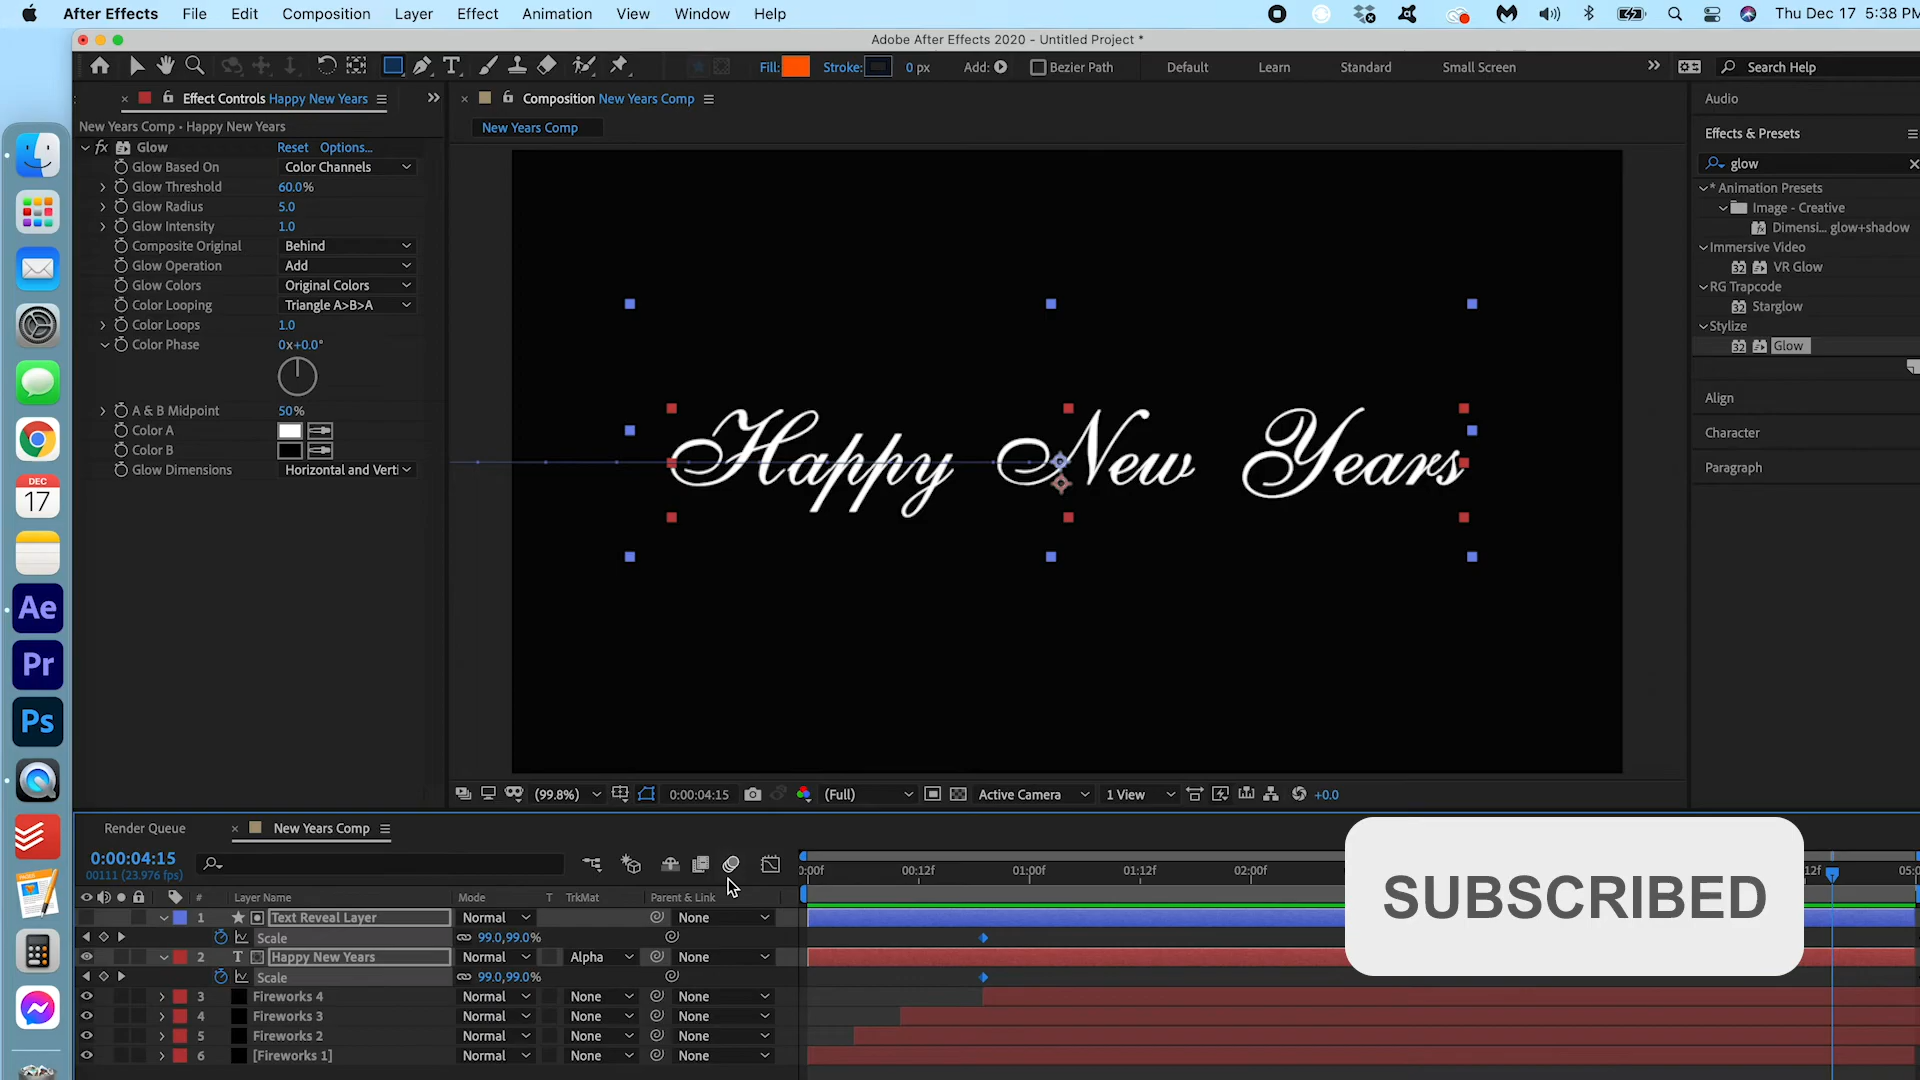 After Effects File Edit Composition Layer Effect Animation View Window Help Thu Dec 17 5:38 PM
Adobe After Effects 2020 - Untitled Project *
Fill: Stroke: 0 px Add: Bezier Path Default Learn Standard Small Screen Search Help
Effect Controls Happy New Years
Composition New Years Comp
Audio
New Years Comp • Happy New Years
New Years Comp
Effects & Presets
fx Glow Reset Options...
Glow Based On Color Channels
Glow Threshold 60.0%
Glow Radius 5.0
Glow Intensity 1.0
Composite Original Behind
Glow Operation Add
Glow Colors Original Colors
Color Looping Triangle A>B>A
Color Loops 1.0
Color Phase 0x+0.0°
A & B Midpoint 50%
Color A
Color B
Glow Dimensions Horizontal and Verti
glow
* Animation Presets
Image - Creative
Dimensi... glow+shadow
Immersive Video
32 VR Glow
RG Trapcode
Starglow
Stylize
32 Glow
Align
Character
Paragraph
Happy New Years
DEC
17
Ae
Pr
Ps
(99.8%) 0:00:04:15 (Full) Active Camera 1 View +0.0
Render Queue New Years Comp
0:00:04:15
00111 (23.976 fps)
:00f 00:12f 01:00f 01:12f 02:00f 12f 05:0
# Layer Name Mode T TrkMat Parent & Link
1 Text Reveal Layer Normal None
Scale 99.0,99.0%
2 T Happy New Years Normal Alpha None
Scale 99.0,99.0%
3 Fireworks 4 Normal None None
4 Fireworks 3 Normal None None
5 Fireworks 2 Normal None None
6 [Fireworks 1] Normal None None
SUBSCRIBED